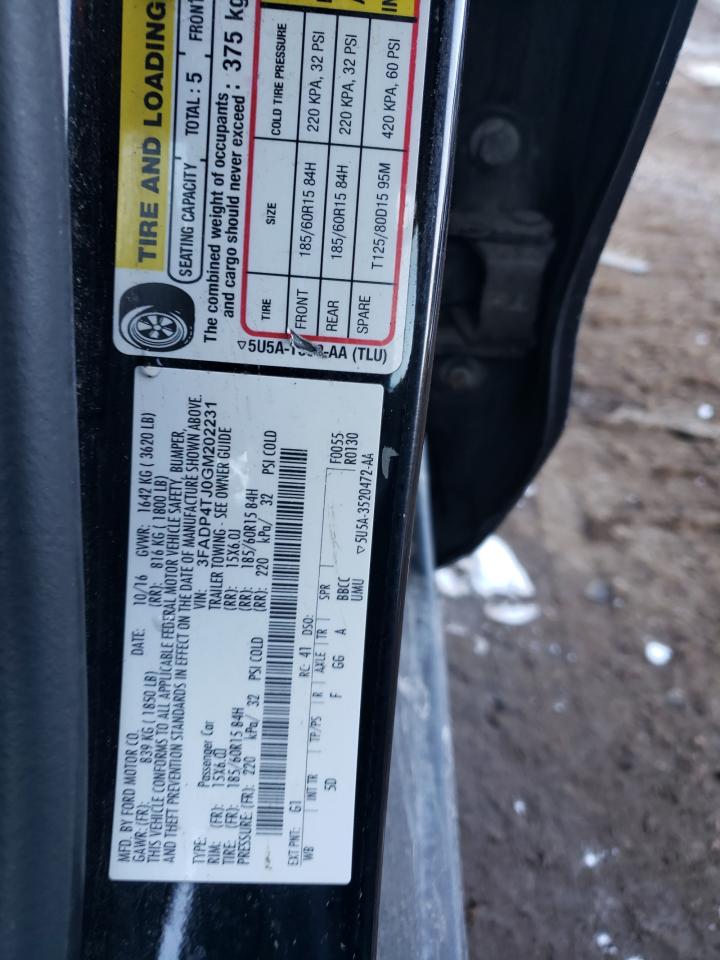 TIRE AND LOADING
SEATING CAPACITY TOTAL : 5 FRONT
The combined weight of occupants
and cargo should never exceed : 375 kg
TIRE SIZE COLD TIRE PRESSURE
FRONT 185/60R15 84H 220 KPA, 32 PSI
REAR 185/60R15 84H 220 KPA, 32 PSI
SPARE T125/80D15 95M 420 KPA, 60 PSI
-AA (TLU)
MFD. BY FORD MOTOR CO. DATE: 10/16 GVWR: 1642 KG ( 3620 LB)
GAWR: (FR): 839 KG ( 1850 LB) (RR): 816 KG ( 1800 LB)
THIS VEHICLE CONFORMS TO ALL APPLICABLE FEDERAL MOTOR VEHICLE SAFETY, BUMPER,
AND THEFT PREVENTION STANDARDS IN EFFECT ON THE DATE OF MANUFACTURE SHOWN ABOVE.
VIN: 3FADP4TJ0GM202231
TYPE: Passenger Car TRAILER TOWING - SEE OWNER GUIDE
RIM: (FR): 15X6.0J (RR): 15X6.0J
TIRE: (FR): 185/60R15 84H (RR): 185/60R15 84H
PRESSURE: (FR): 220 kPa/ 32 PSI COLD (RR): 220 kPa/ 32 PSI COLD
EXT PNT: G1 RC: 41 DSO: F0055
WB INT TR TP/PS R AXLE TR SPR R0130
5D F GG A BBCC
UMU
▽5U5A-3520472-AA